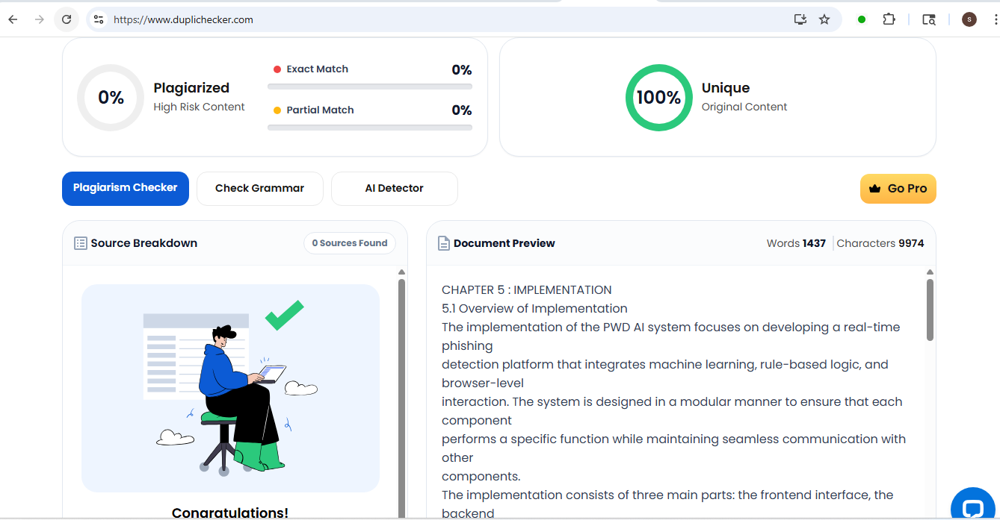 https://www.duplichecker.com
S
0%
Plagiarized
High Risk Content
Exact Match
0%
Partial Match
0%
100%
Unique
Original Content
Plagiarism Checker
Check Grammar
AI Detector
Go Pro
Source Breakdown
0 Sources Found
Congratulations!
Document Preview
Words 1437
Characters 9974
CHAPTER 5 : IMPLEMENTATION
5.1 Overview of Implementation
The implementation of the PWD AI system focuses on developing a real-time
phishing
detection platform that integrates machine learning, rule-based logic, and
browser-level
interaction. The system is designed in a modular manner to ensure that each
component
performs a specific function while maintaining seamless communication with
other
components.
The implementation consists of three main parts: the frontend interface, the
backend